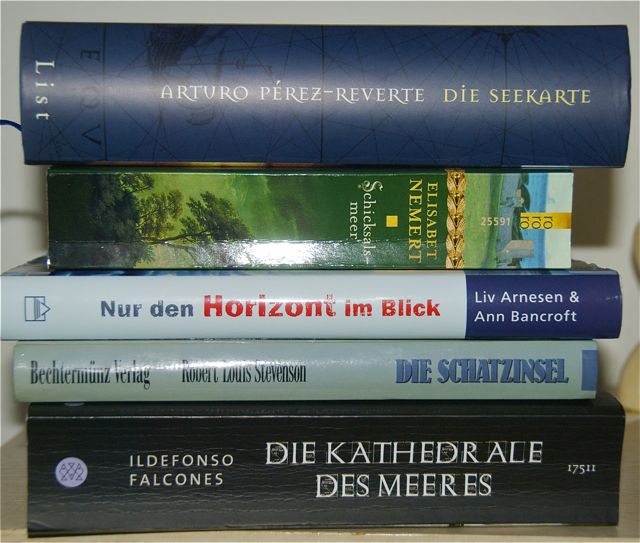 List
ARTURO PÉREZ-REVERTE DIE SEEKARTE
Schicksals-
meer
ELISABET
NEMERT
25591
Nur den Horizont im Blick
Liv Arnesen &
Ann Bancroft
Bechtermünz Verlag Robert Louis Stevenson DIE SCHATZINSEL
ILDEFONSO
FALCONES
DIE KATHEDRALE
DES MEERES
17511